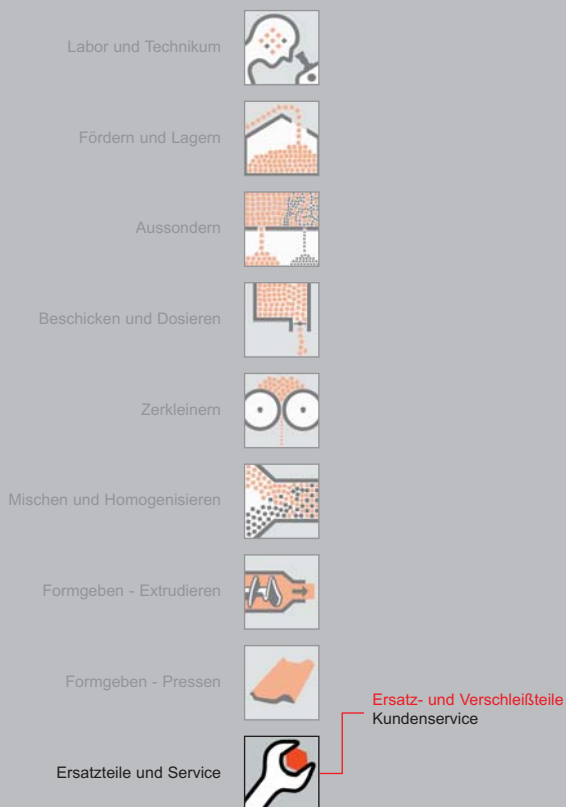 Labor und Technikum
Fördern und Lagern
Aussondern
Beschicken und Dosieren
Zerkleinern
Mischen und Homogenisieren
Formgeben - Extrudieren
Formgeben - Pressen
Ersatz- und Verschleißteile
Kundenservice
Ersatzteile und Service